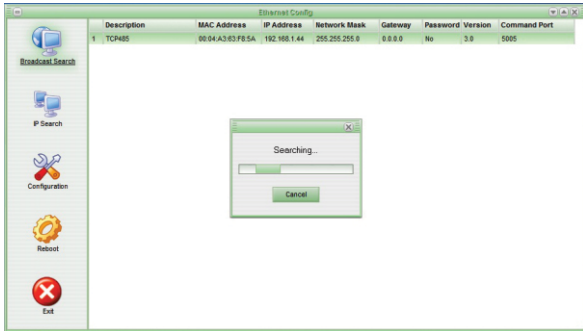 Ethernet Config
Description MAC Address IP Address Network Mask Gateway Password Version Command Port
1 TCP485 00:04:A3:63:F8:5A 192.168.1.44 255.255.255.0 0.0.0.0 No 3.0 5005
Broadcast Search
IP Search
Configuration
Reboot
Exit
Searching...
Cancel